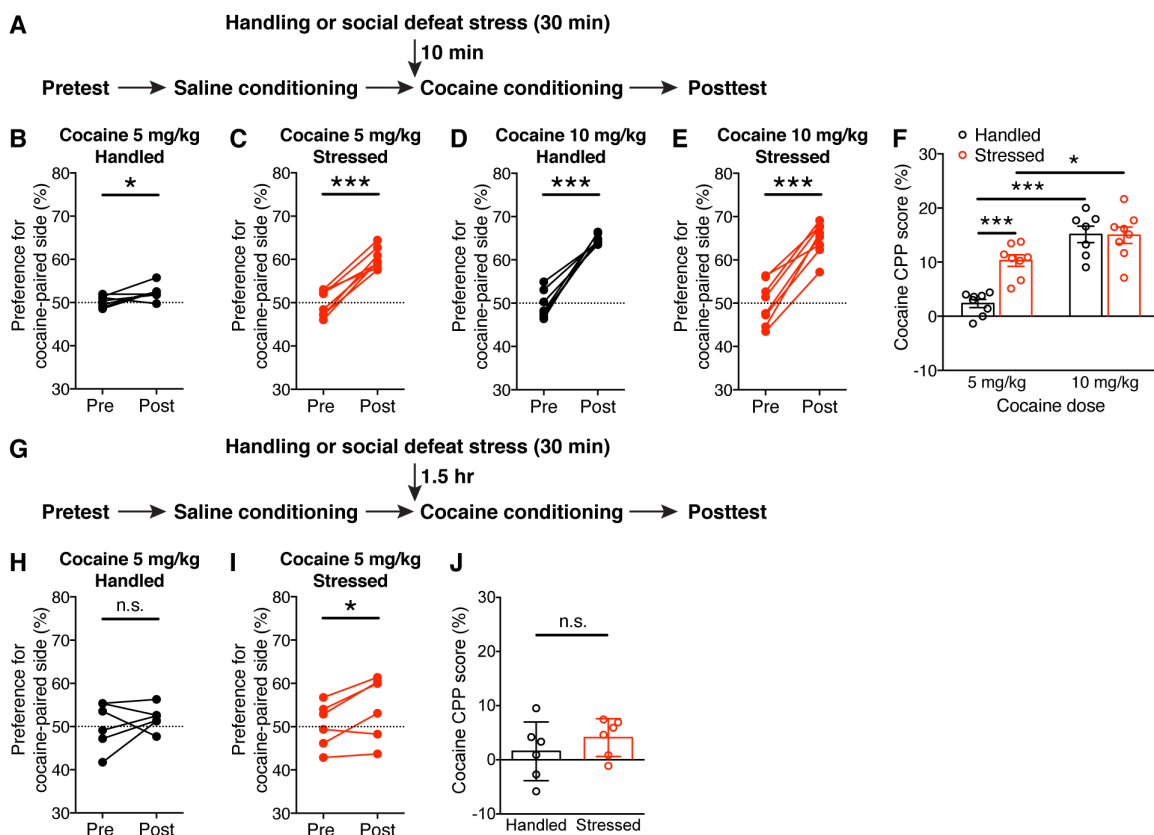 A
Handling or social defeat stress (30 min)
10 min
Pretest Saline conditioning Cocaine conditioning Posttest
B
Cocaine 5 mg/kg
Handled
*
Preference for
cocaine-paired side (%)
80
70
60
50
40
30
Pre Post
C
Cocaine 5 mg/kg
Stressed
***
Preference for
cocaine-paired side (%)
80
70
60
50
40
30
Pre Post
D
Cocaine 10 mg/kg
Handled
***
Preference for
cocaine-paired side (%)
80
70
60
50
40
30
Pre Post
E
Cocaine 10 mg/kg
Stressed
***
Preference for
cocaine-paired side (%)
80
70
60
50
40
30
Pre Post
F
Handled
Stressed
*
***
***
Cocaine CPP score (%)
30
20
10
0
-10
5 mg/kg 10 mg/kg
Cocaine dose
G
Handling or social defeat stress (30 min)
1.5 hr
Pretest Saline conditioning Cocaine conditioning Posttest
H
Cocaine 5 mg/kg
Handled
n.s.
Preference for
cocaine-paired side (%)
80
70
60
50
40
30
Pre Post
I
Cocaine 5 mg/kg
Stressed
*
Preference for
cocaine-paired side (%)
80
70
60
50
40
30
Pre Post
J
n.s.
Cocaine CPP score (%)
30
20
10
0
-10
Handled Stressed